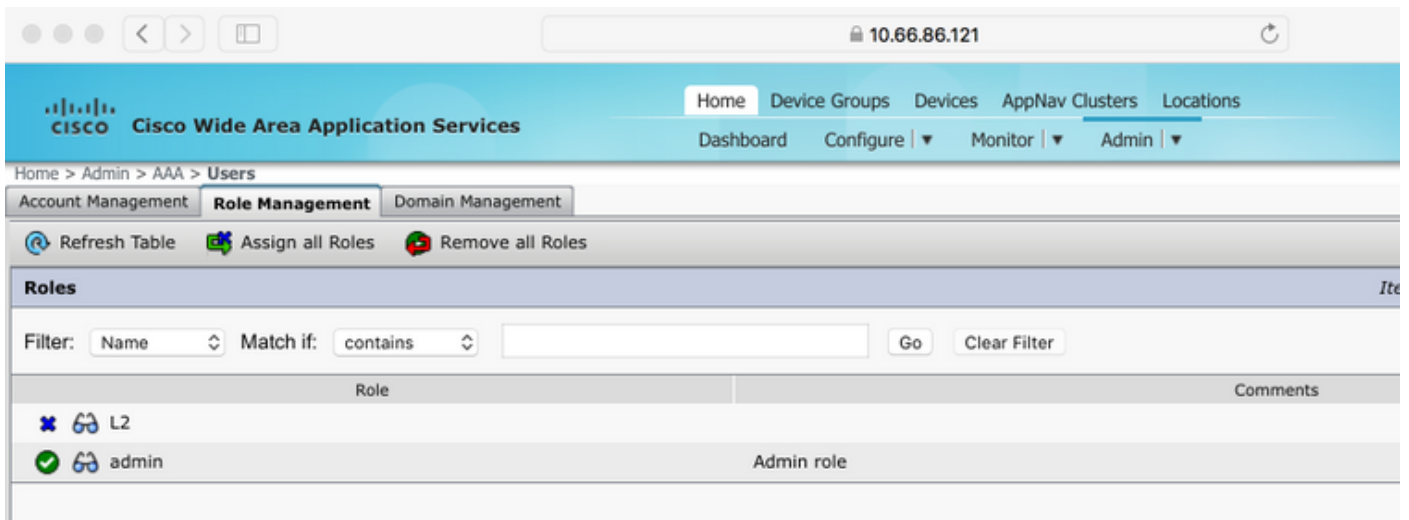 10.66.86.121
Home Device Groups Devices AppNav Clusters Locations
CISCO Cisco Wide Area Application Services
Dashboard Configure | ▼ Monitor | ▼ Admin | ▼
Home > Admin > AAA > Users
Account Management Role Management Domain Management
Refresh Table Assign all Roles Remove all Roles
Roles Ite
Filter: Name Match if: contains Go Clear Filter
Role Comments
L2
admin Admin role